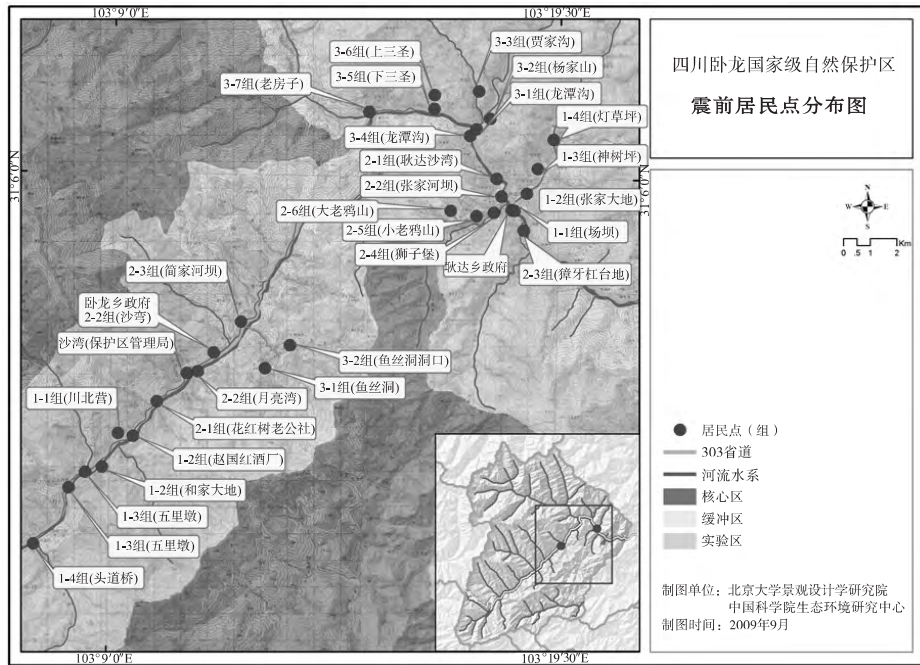 103°9′0″E
103°19′30″E
3-3组(贾家沟)
3-6组(上三圣)
3-2组(杨家山)
3-5组(下三圣)
3-7组(老房子)
3-1组(龙潭沟)
1-4组(灯草坪)
3-4组(龙潭沟)
1-3组(神树坪)
2-1组(耿达沙湾)
31°6′0″N
31°6′0″N
2-2组(张家河坝)
1-2组(张家大地)
2-6组(大老鸦山)
2-5组(小老鸦山)
1-1组(场坝)
2-4组(狮子堡)
耿达乡政府
2-3组(獐牙杠台地)
2-3组(简家河坝)
卧龙乡政府
2-2组(沙弯)
沙湾(保护区管理局)
3-2组(鱼丝洞洞口)
3-1组(鱼丝洞)
1-1组(川北营)
2-2组(月亮湾)
2-1组(花红树老公社)
1-2组(赵国红酒厂)
1-2组(和家大地)
1-3组(五里墩)
1-3组(五里墩)
1-4组(头道桥)
103°9′0″E
103°19′30″E
四川卧龙国家级自然保护区
震前居民点分布图
N
W E
S
Km
0 .5 1 2
居民点（组）
303省道
河流水系
核心区
缓冲区
实验区
制图单位：北京大学景观设计学研究院
中国科学院生态环境研究中心
制图时间：2009年9月